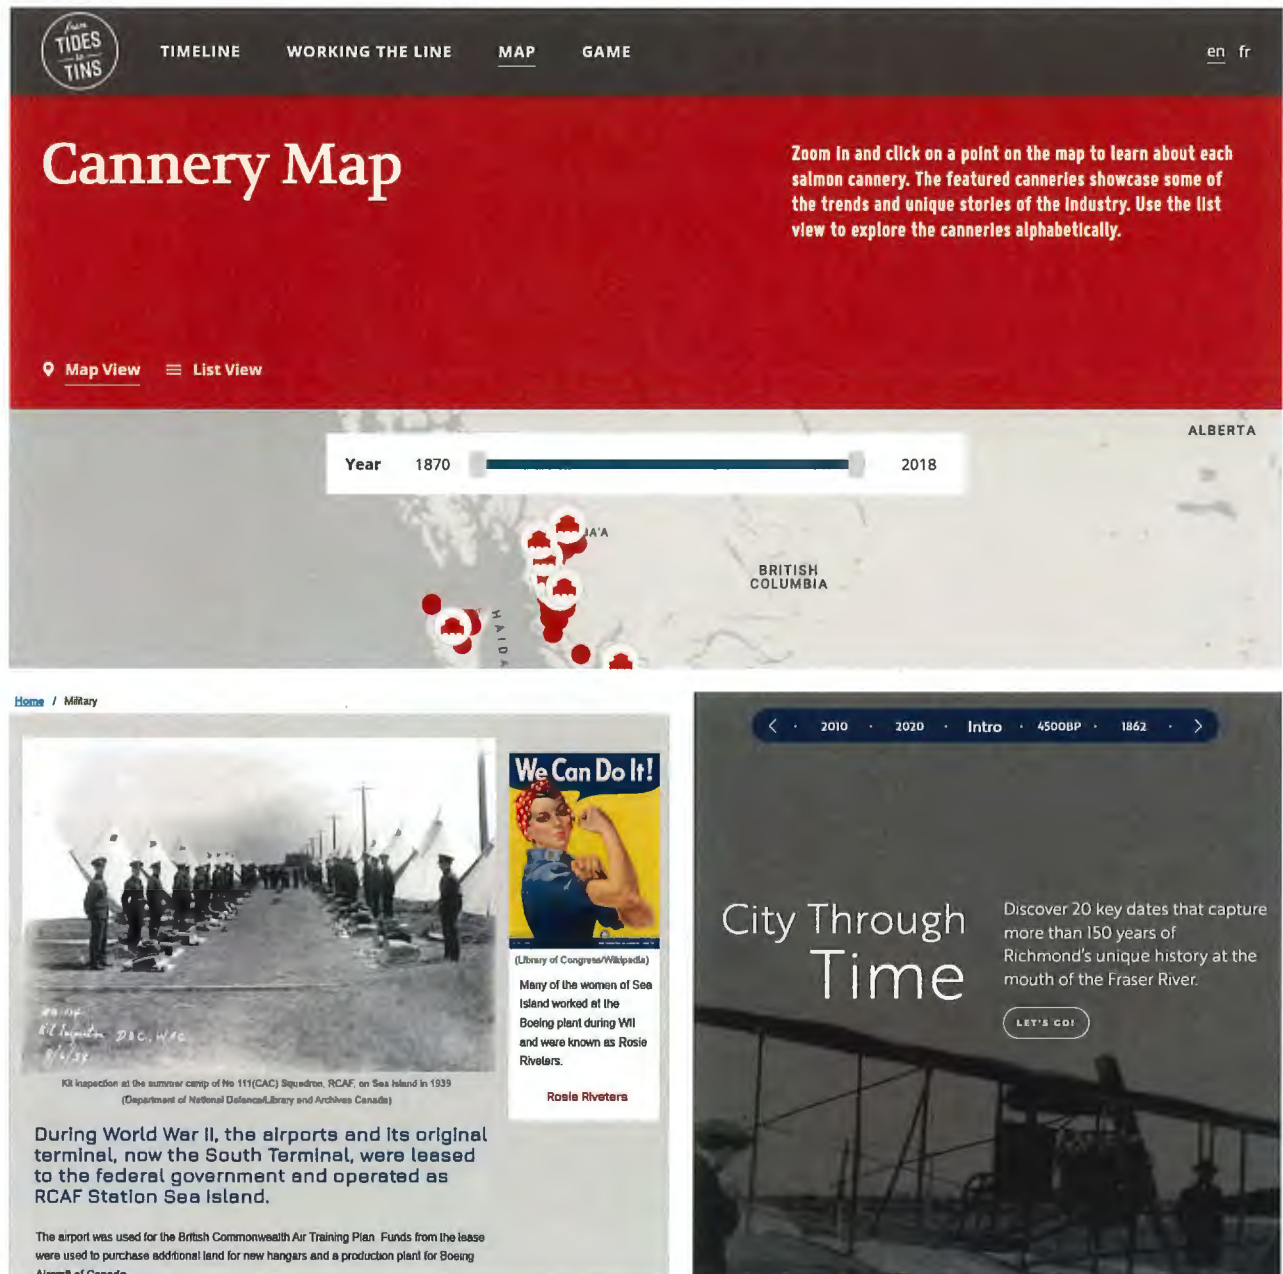 from
TIDES
to
TINS
TIMELINE
WORKING THE LINE
MAP
GAME
en
fr
Cannery Map
Zoom in and click on a point on the map to learn about each
salmon cannery. The featured canneries showcase some of
the trends and unique stories of the industry. Use the list
view to explore the canneries alphabetically.
Map View
List View
ALBERTA
Year
1870
2018
BRITISH
COLUMBIA
Home / Military
We Can Do It!
(Library of Congress/Wikipedia)
Many of the women of Sea
Island worked at the
Boeing plant during WII
and were known as Rosie
Riveters.
Rosie Riveters
Kit inspection at the summer camp of No 111(CAC) Squadron, RCAF, on Sea Island in 1939
(Department of National Defence/Library and Archives Canada)
During World War II, the airports and its original
terminal, now the South Terminal, were leased
to the federal government and operated as
RCAF Station Sea Island.
The airport was used for the British Commonwealth Air Training Plan Funds from the lease
were used to purchase additional land for new hangars and a production plant for Boeing
Aircraft of Canada
2010 · 2020 · Intro · 4500BP · 1862
City Through
Time
Discover 20 key dates that capture
more than 150 years of
Richmond's unique history at the
mouth of the Fraser River.
LET'S GO!